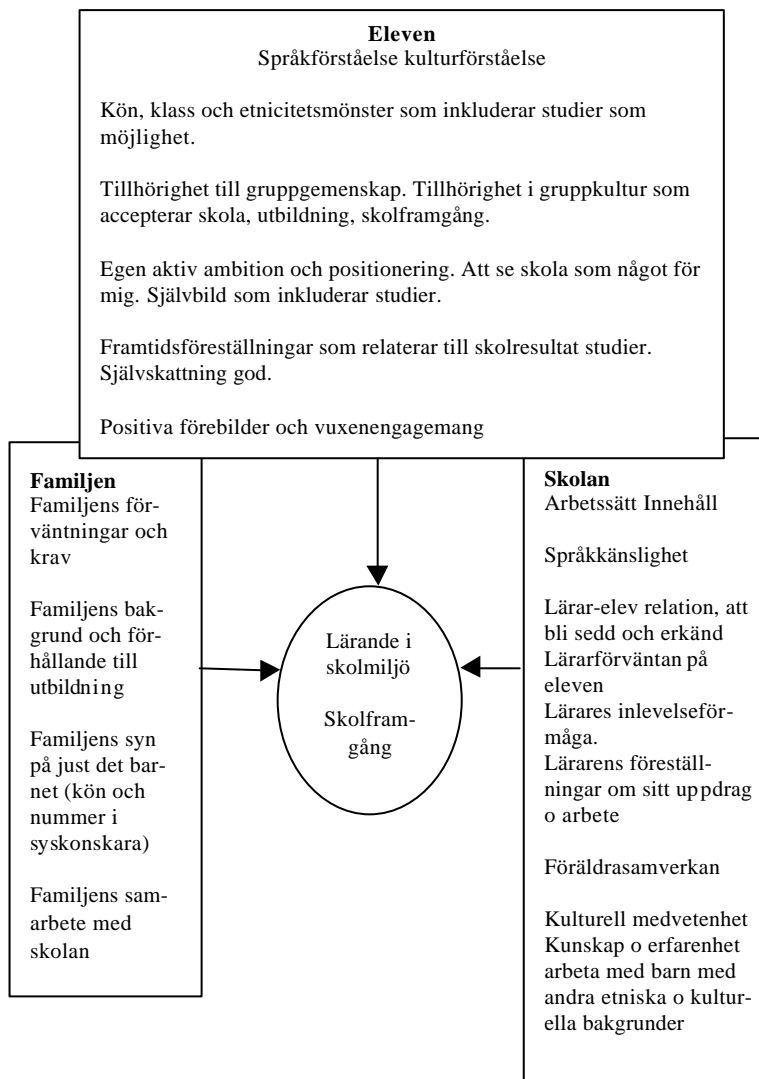 Eleven
Språkförståelse kulturförståelse
Kön, klass och etnicitetsmönster som inkluderar studier som
möjlighet.
Tillhörighet till gruppgemenskap. Tillhörighet i gruppkultur som
accepterar skola, utbildning, skolframgång.
Egen aktiv ambition och positionering. Att se skola som något för
mig. Självbild som inkluderar studier.
Framtidsföreställningar som relaterar till skolresultat studier.
Självskattning god.
Positiva förebilder och vuxenengagemang
Familjen
Familjens för-
väntningar och
krav
Familjens bak-
grund och för-
hållande till
utbildning
Familjens syn
på just det bar-
net (kön och
nummer i
syskonskara)
Familjens sam-
arbete med
skolan
Lärande i
skolmiljö
Skolfram-
gång
Skolan
Arbetssätt Innehåll
Språkkänslighet
Lärar-elev relation, att
bli sedd och erkänd
Lärarförväntan på
eleven
Lärares inlevelseför-
måga.
Lärarens föreställ-
ningar om sitt uppdrag
o arbete
Föräldrasamverkan
Kulturell medvetenhet
Kunskap o erfarenhet
arbeta med barn med
andra etniska o kultur-
ella bakgrunder